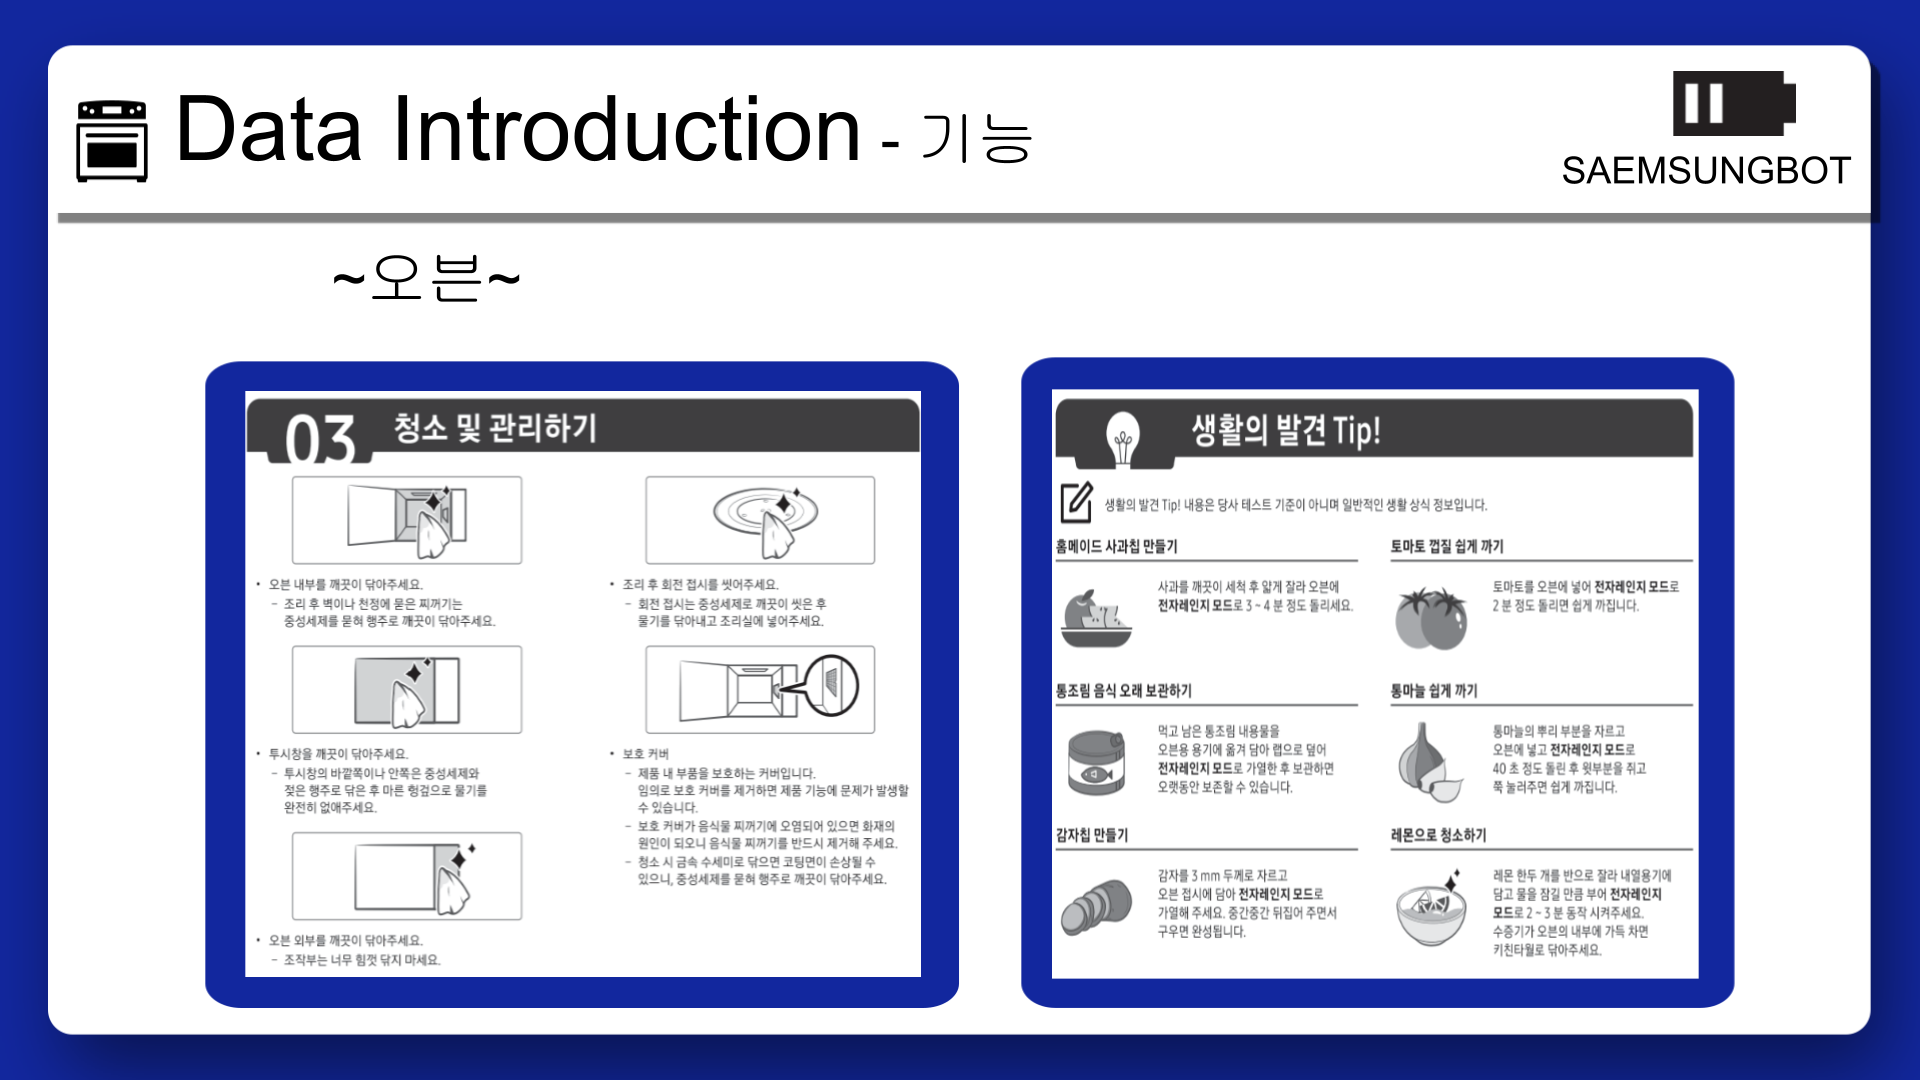 Data Introduction - 기능
SAEMSUNGBOT
~오븐~
03 청소 및 관리하기
• 오븐 내부를 깨끗이 닦아주세요.
– 조리 후 벽이나 천정에 묻은 찌꺼기는
중성세제를 묻혀 행주로 깨끗이 닦아주세요.
• 투시창을 깨끗이 닦아주세요.
– 투시창의 바깥쪽이나 안쪽은 중성세제와
젖은 행주로 닦은 후 마른 헝겊으로 물기를
완전히 없애주세요.
• 오븐 외부를 깨끗이 닦아주세요.
– 조작부는 너무 힘껏 닦지 마세요.
• 조리 후 회전 접시를 씻어주세요.
– 회전 접시는 중성세제로 깨끗이 씻은 후
물기를 닦아내고 조리실에 넣어주세요.
• 보호 커버
– 제품 내 부품을 보호하는 커버입니다.
임의로 보호 커버를 제거하면 제품 기능에 문제가 발생할
수 있습니다.
– 보호 커버가 음식물 찌꺼기에 오염되어 있으면 화재의
원인이 되오니 음식물 찌꺼기를 반드시 제거해 주세요.
– 청소 시 금속 수세미로 닦으면 코팅면이 손상될 수
있으니, 중성세제를 묻혀 행주로 깨끗이 닦아주세요.
생활의 발견 Tip!
생활의 발견 Tip! 내용은 당사 테스트 기준이 아니며 일반적인 생활 상식 정보입니다.
홈메이드 사과칩 만들기
사과를 깨끗이 세척 후 얇게 잘라 오븐에
전자레인지 모드로 3 ~ 4 분 정도 돌리세요.
통조림 음식 오래 보관하기
먹고 남은 통조림 내용물을
오븐용 용기에 옮겨 담아 랩으로 덮어
전자레인지 모드로 가열한 후 보관하면
오랫동안 보존할 수 있습니다.
감자칩 만들기
감자를 3 mm 두께로 자르고
오븐 접시에 담아 전자레인지 모드로
가열해 주세요. 중간중간 뒤집어 주면서
구우면 완성됩니다.
토마토 껍질 쉽게 까기
토마토를 오븐에 넣어 전자레인지 모드로
2 분 정도 돌리면 쉽게 까집니다.
통마늘 쉽게 까기
통마늘의 뿌리 부분을 자르고
오븐에 넣고 전자레인지 모드로
40 초 정도 돌린 후 윗부분을 쥐고
쭉 눌러주면 쉽게 까집니다.
레몬으로 청소하기
레몬 한두 개를 반으로 잘라 내열용기에
담고 물을 잠길 만큼 부어 전자레인지
모드로 2 ~ 3 분 동작 시켜주세요.
수증기가 오븐의 내부에 가득 차면
키친타월로 닦아주세요.